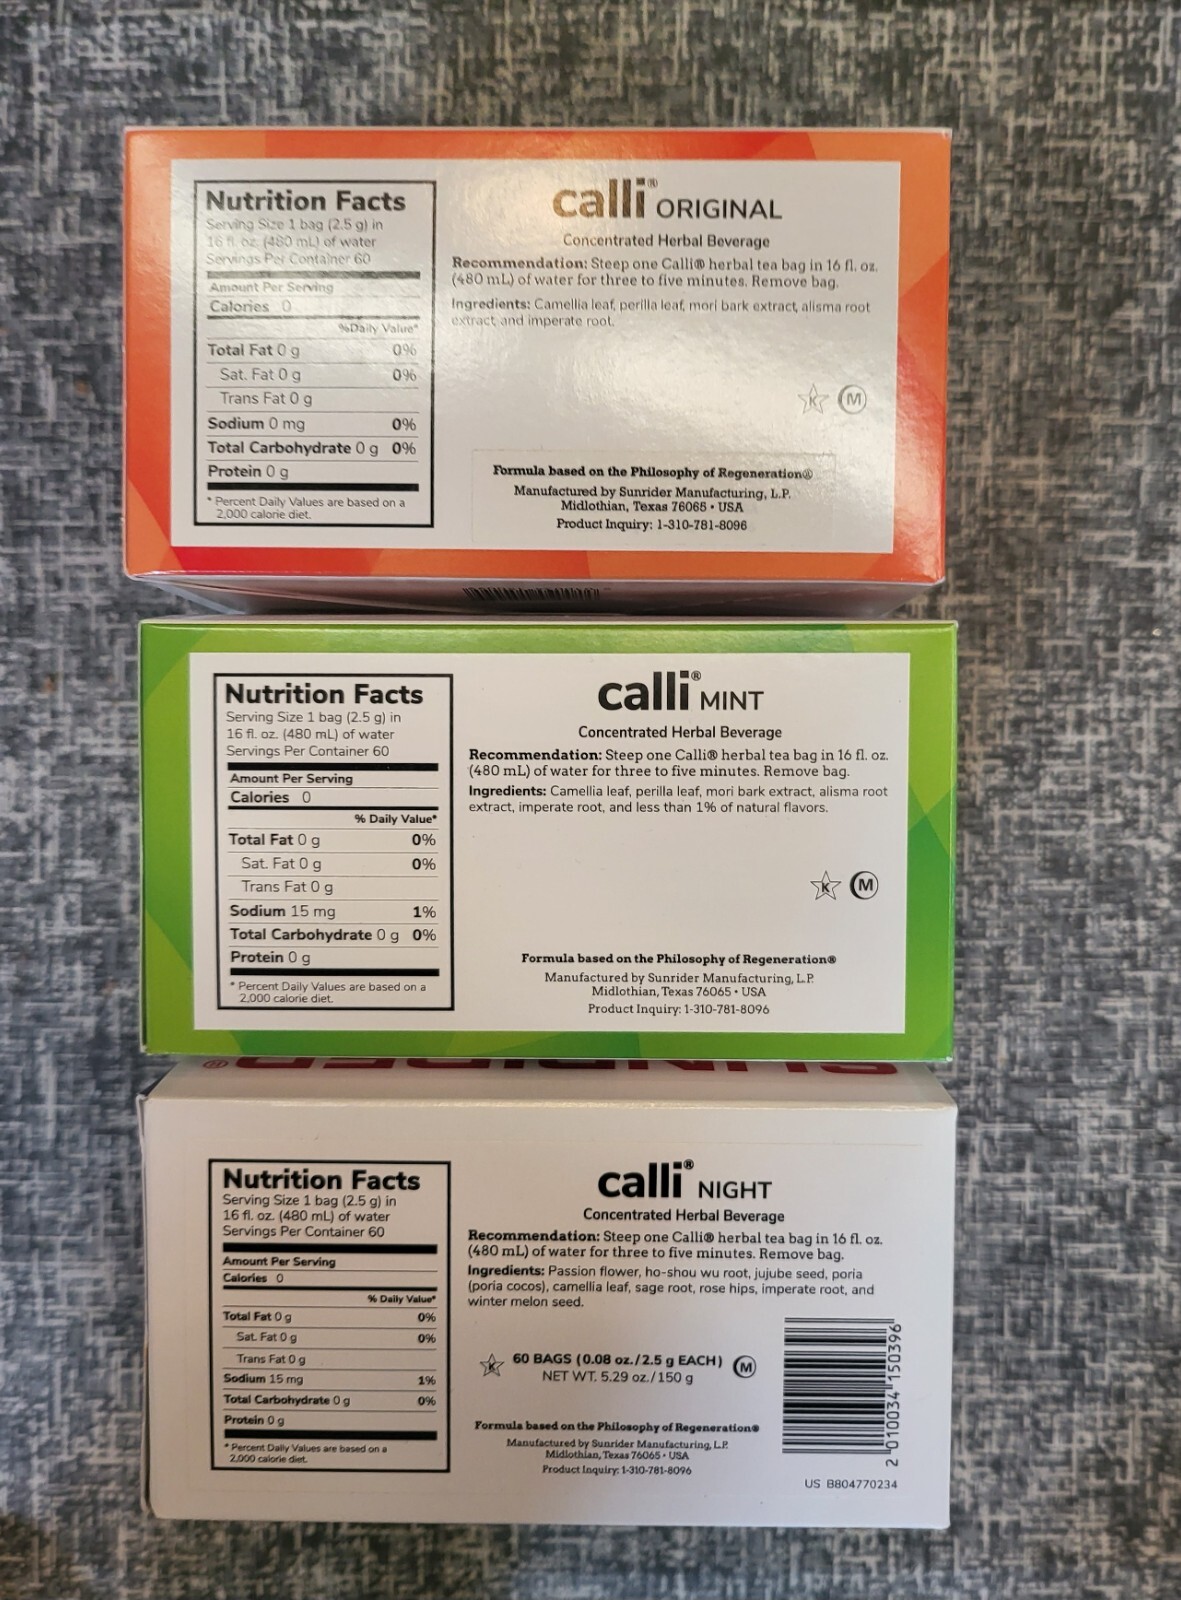 Nutrition Facts
Serving Size 1 bag (2.5 g) in
16 fl. oz. (480 mL) of water
Servings Per Container 60
Amount Per Serving
Calories 0
%Daily Value*
Total Fat 0 g 0%
Sat. Fat 0 g 0%
Trans Fat 0 g
Sodium 0 mg 0%
Total Carbohydrate 0 g 0%
Protein 0 g
* Percent Daily Values are based on a
2,000 calorie diet.
calli® ORIGINAL
Concentrated Herbal Beverage
Recommendation: Steep one Calli® herbal tea bag in 16 fl. oz.
(480 mL) of water for three to five minutes. Remove bag.
Ingredients: Camellia leaf, perilla leaf, mori bark extract, alisma root
extract, and imperate root.
K M
Formula based on the Philosophy of Regeneration®
Manufactured by Sunrider Manufacturing, L.P.
Midlothian, Texas 76065 • USA
Product Inquiry: 1-310-781-8096
Nutrition Facts
Serving Size 1 bag (2.5 g) in
16 fl. oz. (480 mL) of water
Servings Per Container 60
Amount Per Serving
Calories 0
% Daily Value*
Total Fat 0 g 0%
Sat. Fat 0 g 0%
Trans Fat 0 g
Sodium 15 mg 1%
Total Carbohydrate 0 g 0%
Protein 0 g
* Percent Daily Values are based on a
2,000 calorie diet.
calli® MINT
Concentrated Herbal Beverage
Recommendation: Steep one Calli® herbal tea bag in 16 fl. oz.
(480 mL) of water for three to five minutes. Remove bag.
Ingredients: Camellia leaf, perilla leaf, mori bark extract, alisma root
extract, imperate root, and less than 1% of natural flavors.
K M
Formula based on the Philosophy of Regeneration®
Manufactured by Sunrider Manufacturing, L.P.
Midlothian, Texas 76065 • USA
Product Inquiry: 1-310-781-8096
SUNRIDER®
Nutrition Facts
Serving Size 1 bag (2.5 g) in
16 fl. oz. (480 mL) of water
Servings Per Container 60
Amount Per Serving
Calories 0
% Daily Value*
Total Fat 0 g 0%
Sat. Fat 0 g 0%
Trans Fat 0 g
Sodium 15 mg 1%
Total Carbohydrate 0 g 0%
Protein 0 g
* Percent Daily Values are based on a
2,000 calorie diet.
calli® NIGHT
Concentrated Herbal Beverage
Recommendation: Steep one Calli® herbal tea bag in 16 fl. oz.
(480 mL) of water for three to five minutes. Remove bag.
Ingredients: Passion flower, ho-shou wu root, jujube seed, poria
(poria cocos), camellia leaf, sage root, rose hips, imperate root, and
winter melon seed.
K 60 BAGS (0.08 oz./2.5 g EACH) M
NET WT. 5.29 oz./150 g
Formula based on the Philosophy of Regeneration®
Manufactured by Sunrider Manufacturing, L.P.
Midlothian, Texas 76065 • USA
Product Inquiry: 1-310-781-8096
2 010034 150396
US B804770234